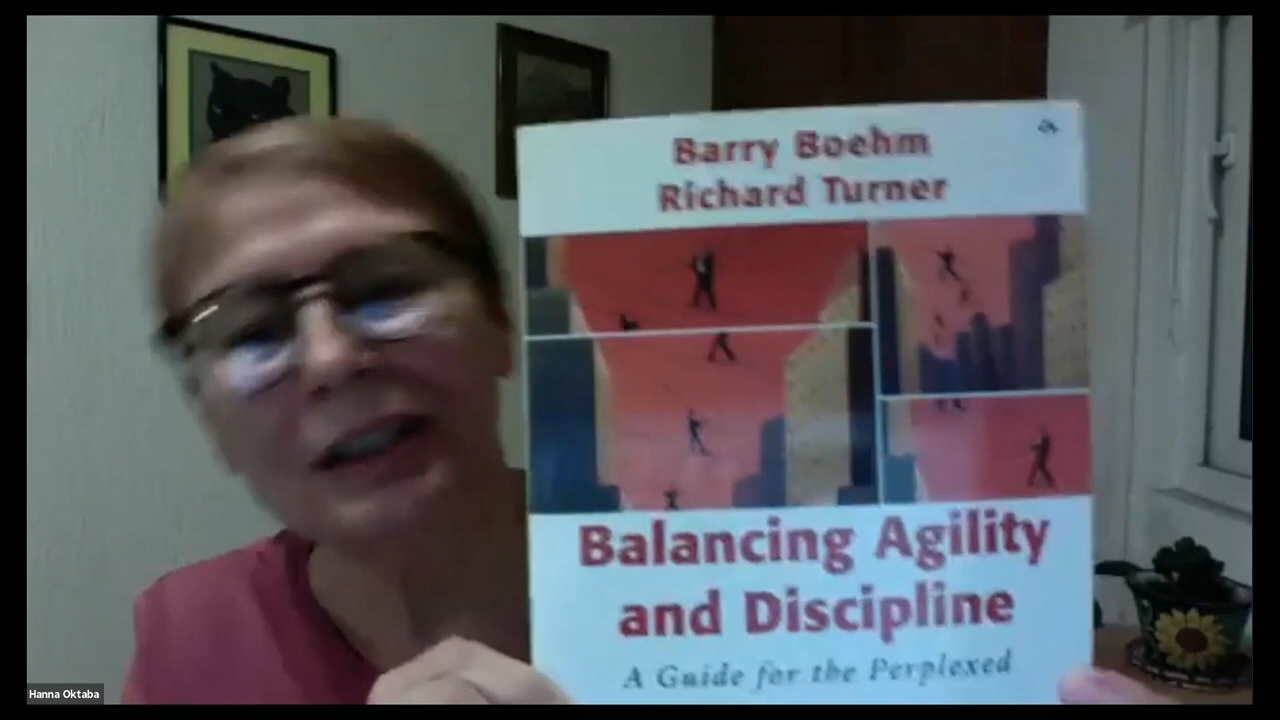 Barry Boehm
Richard Turner
Balancing Agility
and Discipline
A Guide for the Perplexed
Hanna Oktaba